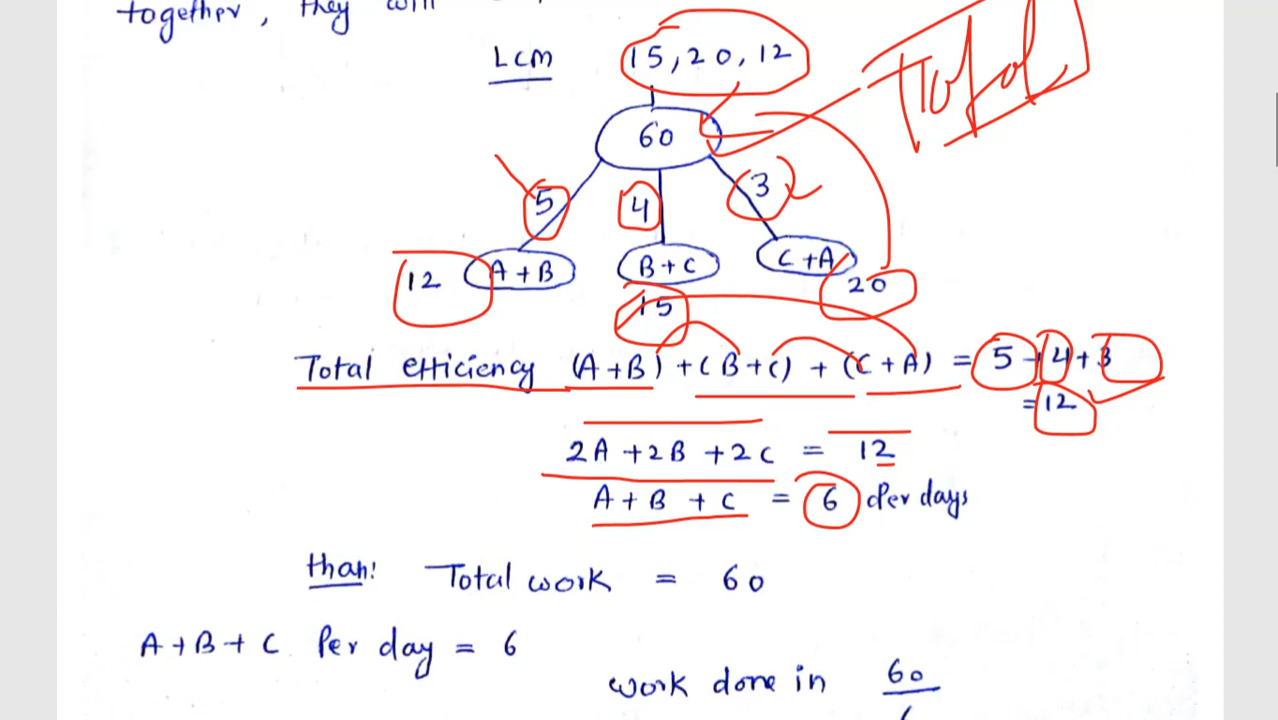 together, they will
Lcm 15, 20, 12
Total
60
5 4 3
12 A+B B+C C+A
15 20
Total efficiency (A+B) + (B+C) + (C+A) = 5+4+3
=12
2A+2B+2C = 12
A+B+C = 6 Per days
than: Total work = 60
A+B+C Per day = 6
work done in 60